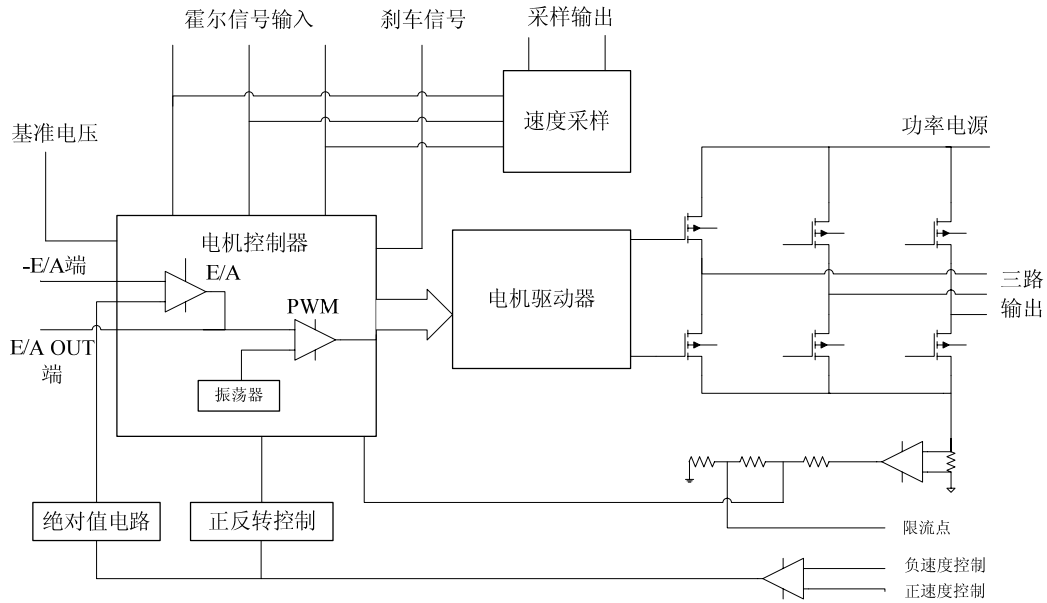 霍尔信号输入
刹车信号
采样输出
基准电压
速度采样
功率电源
电机控制器
-E/A端
E/A
PWM
电机驱动器
三路
输出
E/A OUT
端
振荡器
绝对值电路
正反转控制
限流点
负速度控制
正速度控制